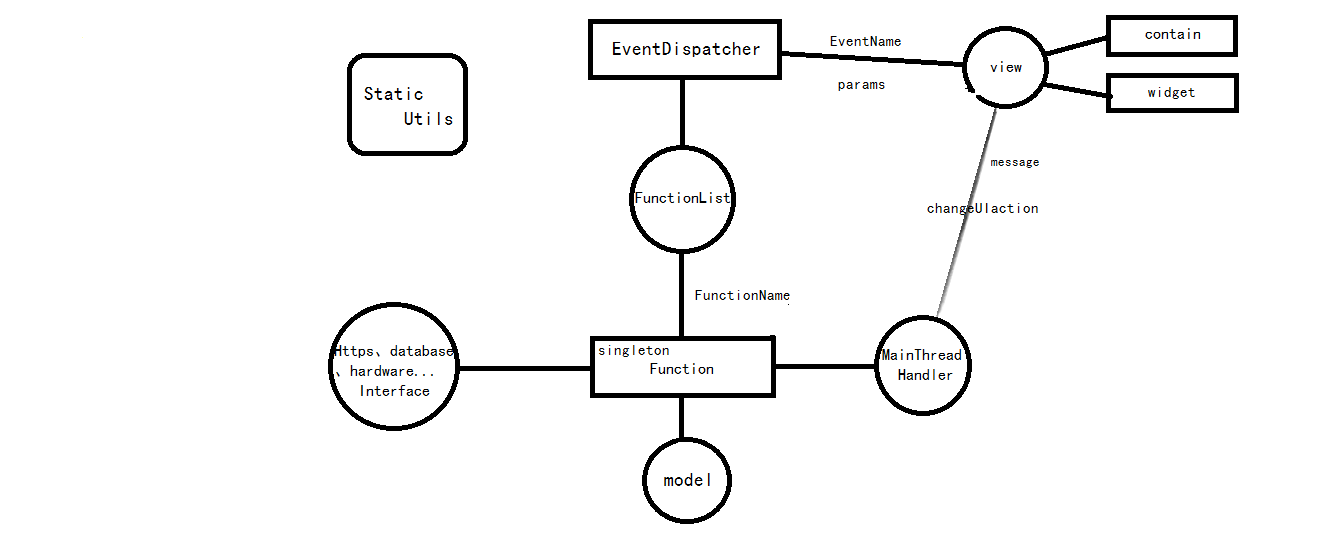 EventDispatcher
EventName
params
view
contain
widget
Static
Utils
message
changeUIaction
FunctionList
FunctionName
singleton
Function
Https、database
、hardware...
Interface
MainThread
Handler
model